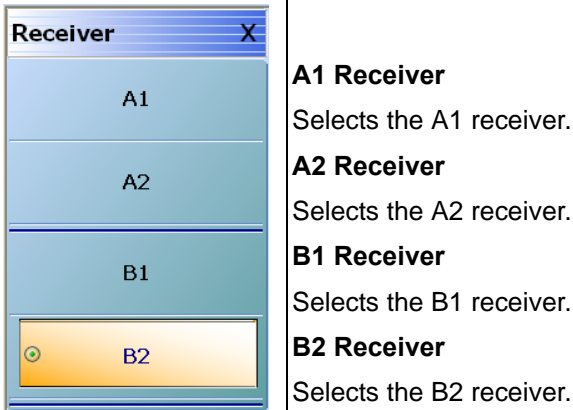 Receiver X
A1
A2
B1
B2
A1 Receiver
Selects the A1 receiver.
A2 Receiver
Selects the A2 receiver.
B1 Receiver
Selects the B1 receiver.
B2 Receiver
Selects the B2 receiver.